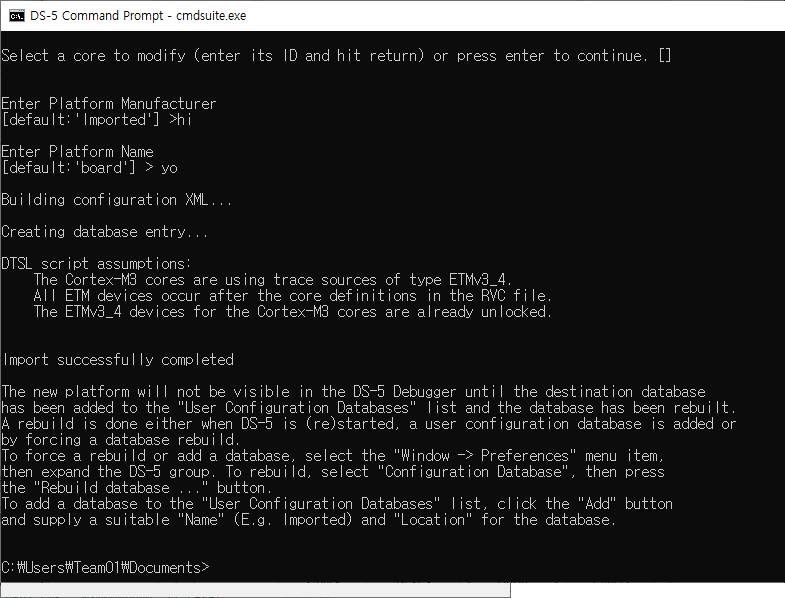 DS-5 Command Prompt - cmdsuite.exe
Select a core to modify (enter its ID and hit return) or press enter to continue. []
Enter Platform Manufacturer
[default:'Imported'] >hi
Enter Platform Name
[default:'board'] > yo
Building configuration XML...
Creating database entry...
DTSL script assumptions:
The Cortex-M3 cores are using trace sources of type ETMv3_4.
All ETM devices occur after the core definitions in the RVC file.
The ETMv3_4 devices for the Cortex-M3 cores are already unlocked.
Import successfully completed
The new platform will not be visible in the DS-5 Debugger until the destination database
has been added to the "User Configuration Databases" list and the database has been rebuilt.
A rebuild is done either when DS-5 is (re)started, a user configuration database is added or
by forcing a database rebuild.
To force a rebuild or add a database, select the "Window -> Preferences" menu item,
then expand the DS-5 group. To rebuild, select "Configuration Database", then press
the "Rebuild database ..." button.
To add a database to the "User Configuration Databases" list, click the "Add" button
and supply a suitable "Name" (E.g. Imported) and "Location" for the database.
C:₩Users₩Team01₩Documents>